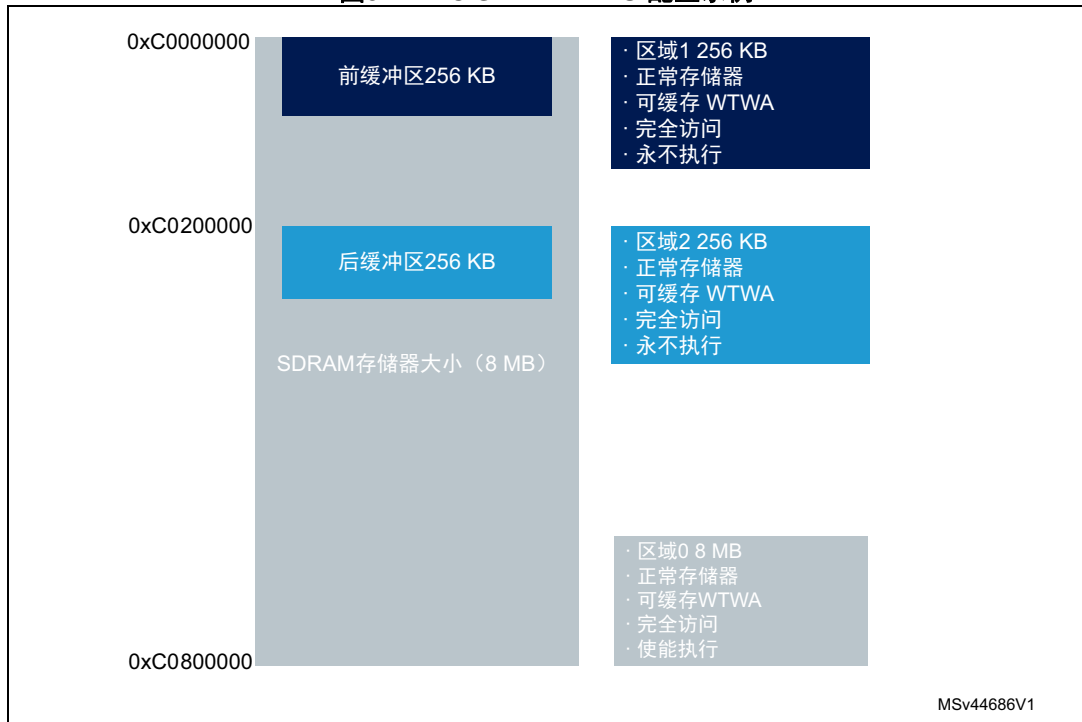 0xC0000000
前缓冲区256 KB
· 区域1 256 KB
· 正常存储器
· 可缓存 WTWA
· 完全访问
· 永不执行
0xC0200000
后缓冲区256 KB
· 区域2 256 KB
· 正常存储器
· 可缓存 WTWA
· 完全访问
· 永不执行
SDRAM存储器大小（8 MB）
· 区域0 8 MB
· 正常存储器
· 可缓存WTWA
· 完全访问
· 使能执行
0xC0800000
MSv44686V1